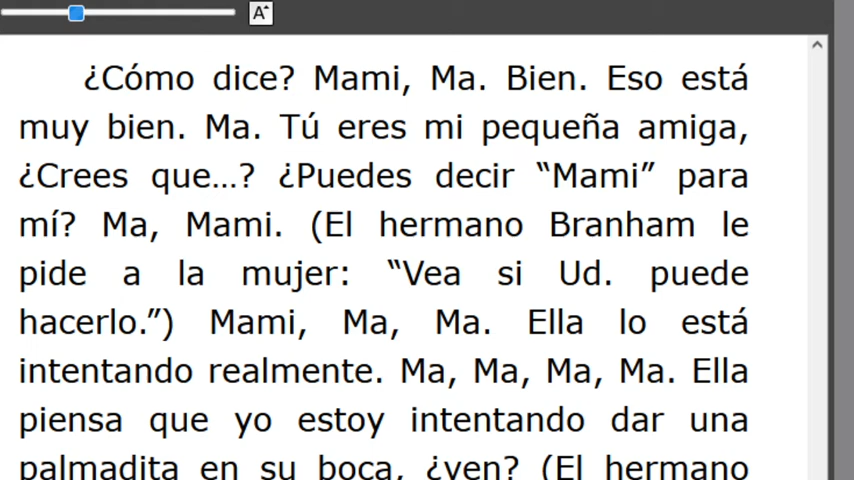 A
¿Cómo dice? Mami, Ma. Bien. Eso está
muy bien. Ma. Tú eres mi pequeña amiga,
¿Crees que...? ¿Puedes decir “Mami” para
mí? Ma, Mami. (El hermano Branham le
pide a la mujer: “Vea si Ud. puede
hacerlo.”) Mami, Ma, Ma. Ella lo está
intentando realmente. Ma, Ma, Ma, Ma. Ella
piensa que yo estoy intentando dar una
palmadita en su boca, ¿ven? (El hermano